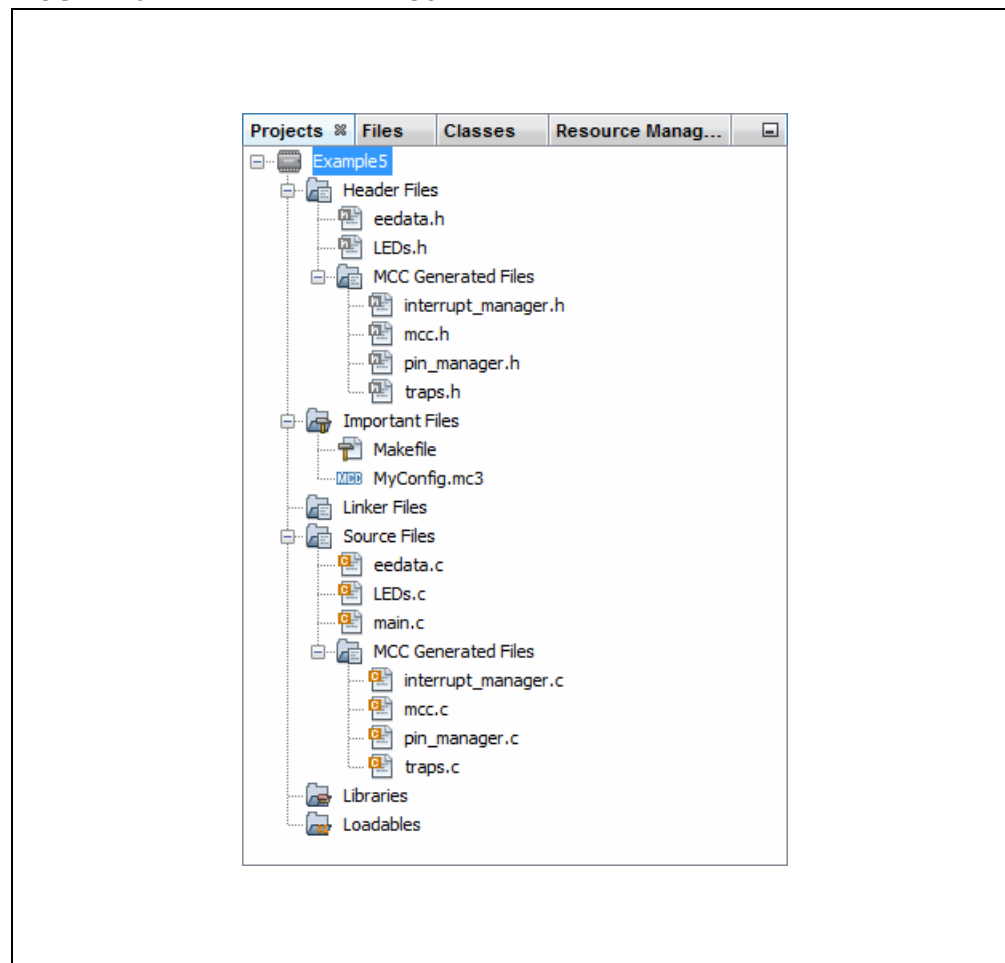 Projects Files Classes Resource Manag...
Example5
Header Files
eedata.h
LEDs.h
MCC Generated Files
interrupt_manager.h
mcc.h
pin_manager.h
traps.h
Important Files
Makefile
MCC MyConfig.mc3
Linker Files
Source Files
eedata.c
LEDs.c
main.c
MCC Generated Files
interrupt_manager.c
mcc.c
pin_manager.c
traps.c
Libraries
Loadables